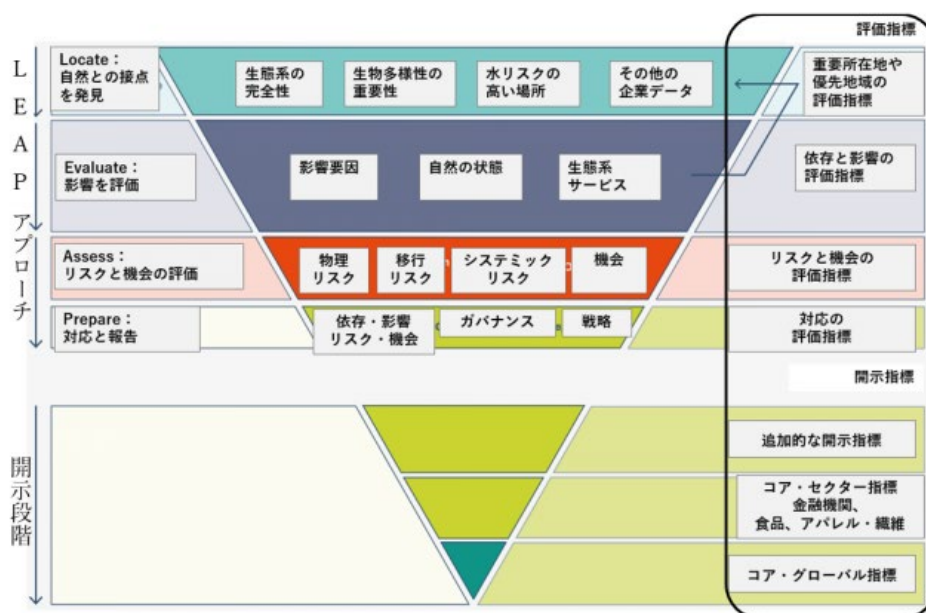 評価指標
LEAPアプローチ
Locate：
自然との接点
を発見
生態系の
完全性
生物多様性の
重要性
水リスクの
高い場所
その他の
企業データ
重要所在地や
優先地域の
評価指標
Evaluate：
影響を評価
影響要因
自然の状態
生態系
サービス
依存と影響の
評価指標
Assess：
リスクと機会の評価
物理
リスク
移行
リスク
システミック
リスク
機会
リスクと機会の
評価指標
Prepare：
対応と報告
依存・影響
リスク・機会
ガバナンス
戦略
対応の
評価指標
開示指標
開示段階
追加的な開示指標
コア・セクター指標
金融機関、
食品、アパレル・繊維
コア・グローバル指標